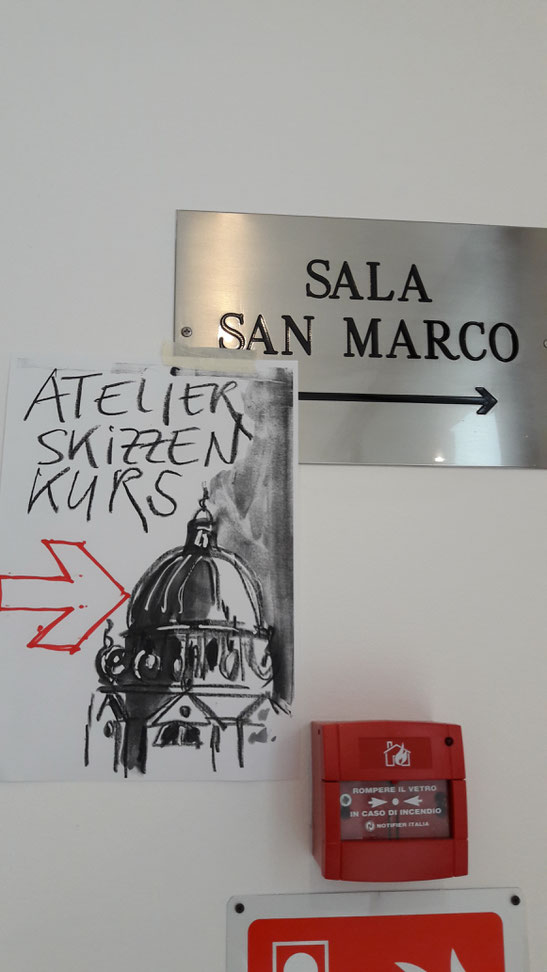 SALA
SAN MARCO
ATELIER
SKIZZEN
KURS
ROMPERE IL VETRO
IN CASO DI INCENDIO
NOTIFIER ITALIA